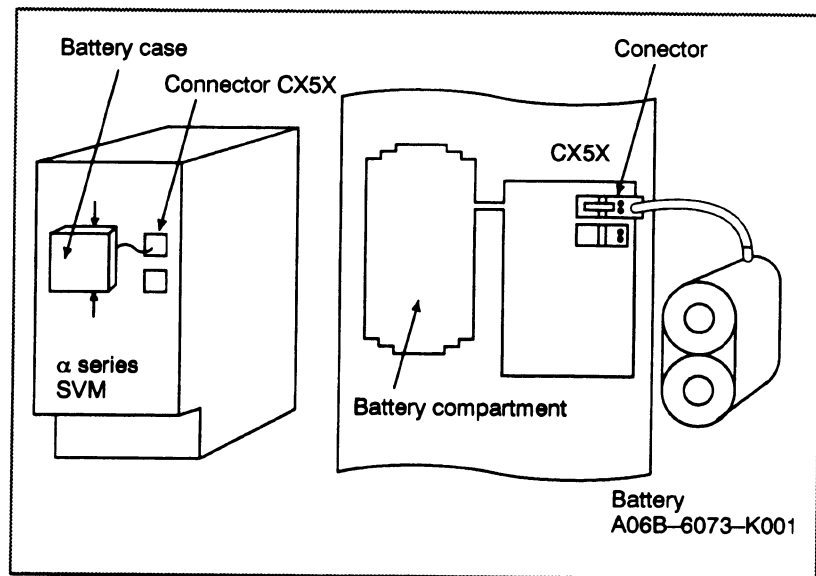 Battery case
Connector CX5X
α series
SVM
Conector
CX5X
Battery compartment
Battery
A06B–6073–K001